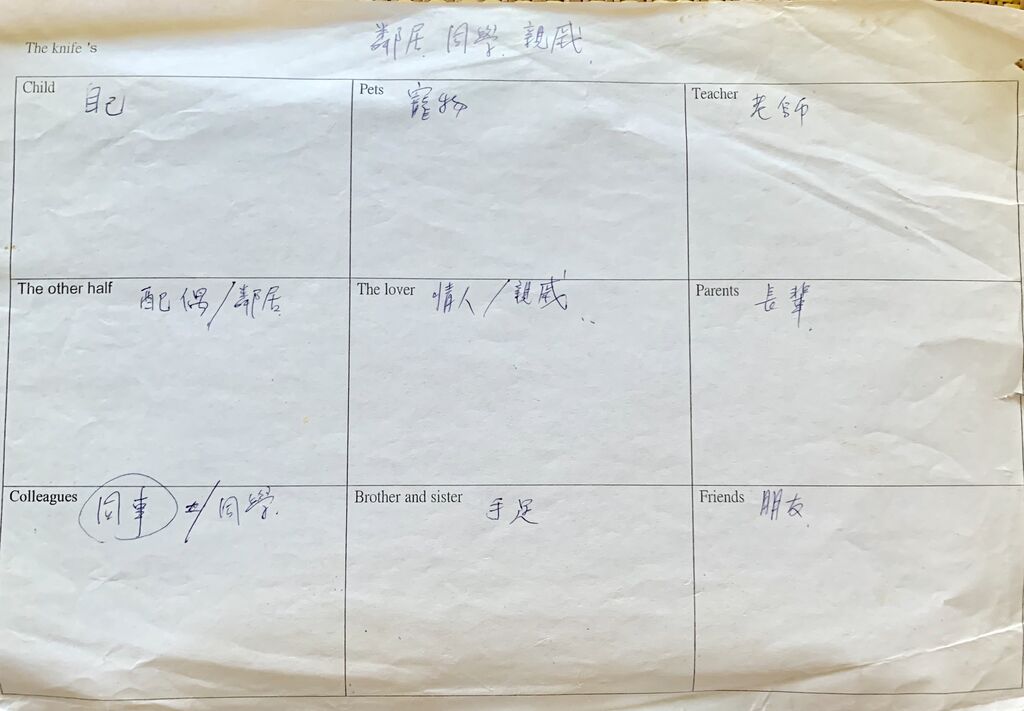 The knife 's 鄰居. 同學. 親戚.
Child 自己
Pets 寵物
Teacher 老師
The other half 配偶/鄰居.
The lover 情人/親戚
Parents 長輩.
Colleagues 同事 /同學.
Brother and sister 手足
Friends 朋友